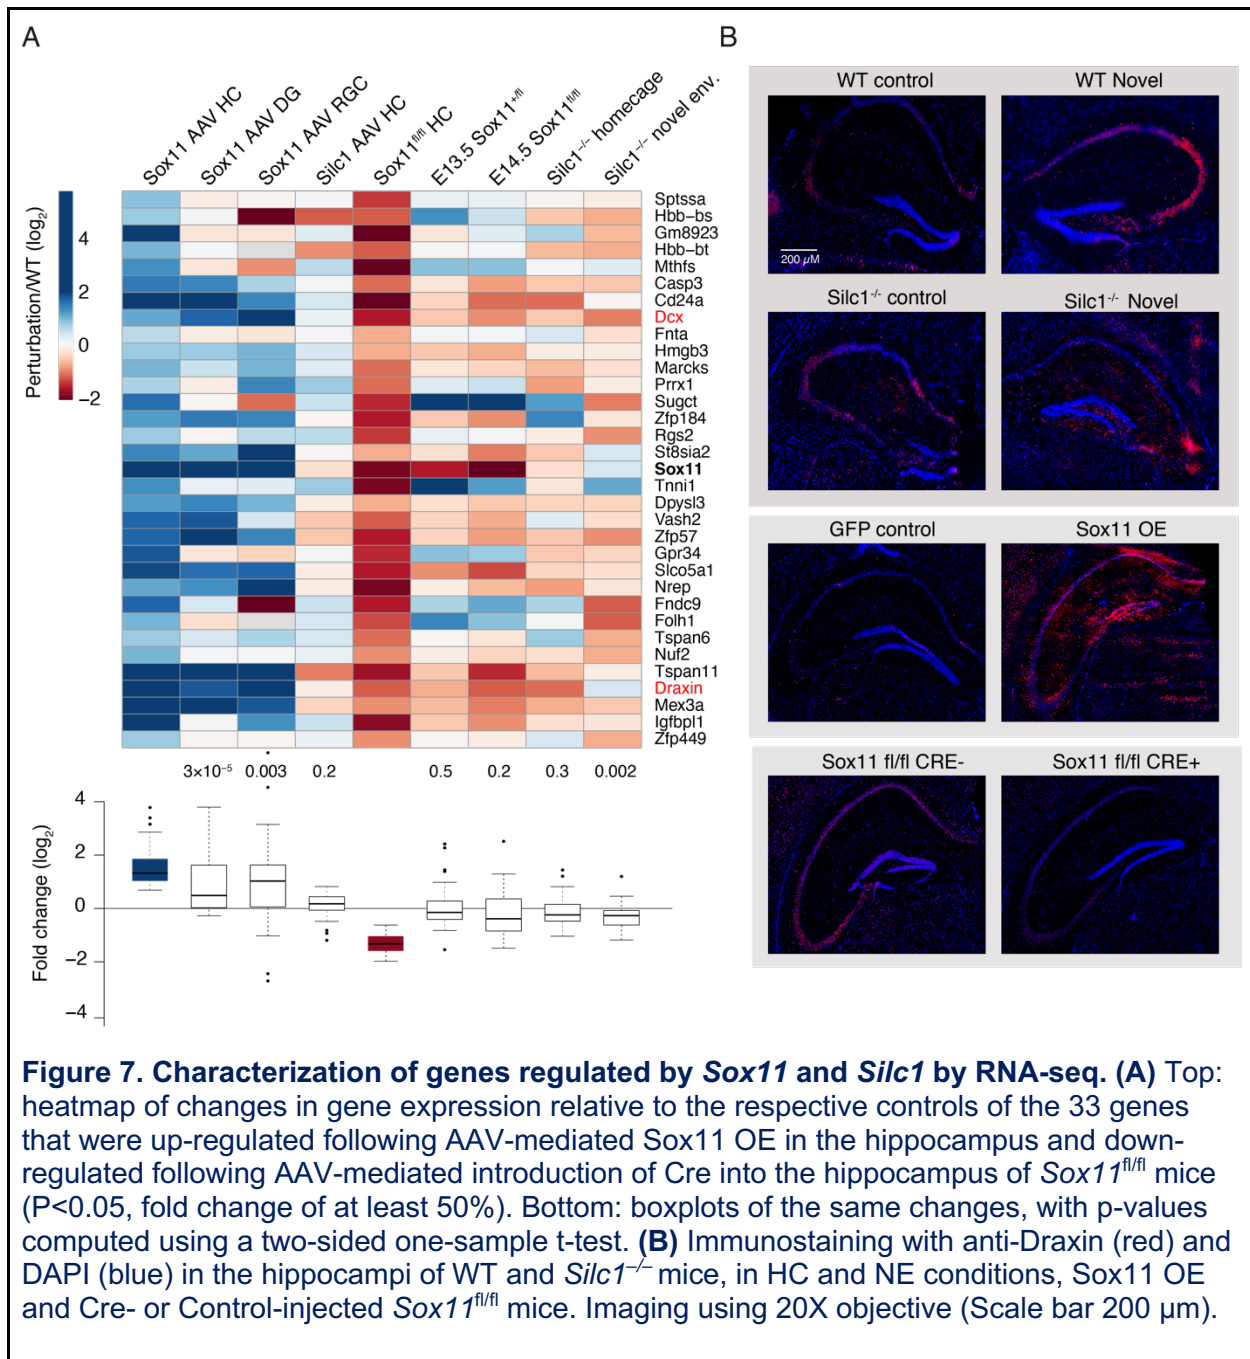 A
B
Sox11 AAV HC
Sox11 AAV DG
Sox11 AAV RGC
Silc1 AAV HC
Sox11fl/fl HC
E13.5 Sox11+/fl
E14.5 Sox11fl/fl
Silc1−/− homecage
Silc1−/− novel env.
Perturbation/WT (log2)
4
2
0
−2
Sptssa
Hbb−bs
Gm8923
Hbb−bt
Mthfs
Casp3
Cd24a
Dcx
Fnta
Hmgb3
Marcks
Prrx1
Sugct
Zfp184
Rgs2
St8sia2
Sox11
Tnni1
Dpysl3
Vash2
Zfp57
Gpr34
Slco5a1
Nrep
Fndc9
Folh1
Tspan6
Nuf2
Tspan11
Draxin
Mex3a
Igfbpl1
Zfp449
3×10−5 0.003 0.2 0.5 0.2 0.3 0.002
Fold change (log2)
4
2
0
−2
−4
WT control
WT Novel
200 µM
Silc1-/- control
Silc1-/- Novel
GFP control
Sox11 OE
Sox11 fl/fl CRE-
Sox11 fl/fl CRE+
Figure 7. Characterization of genes regulated by Sox11 and Silc1 by RNA-seq. (A) Top:
heatmap of changes in gene expression relative to the respective controls of the 33 genes
that were up-regulated following AAV-mediated Sox11 OE in the hippocampus and down-
regulated following AAV-mediated introduction of Cre into the hippocampus of Sox11fl/fl mice
(P<0.05, fold change of at least 50%). Bottom: boxplots of the same changes, with p-values
computed using a two-sided one-sample t-test. (B) Immunostaining with anti-Draxin (red) and
DAPI (blue) in the hippocampi of WT and Silc1–/– mice, in HC and NE conditions, Sox11 OE
and Cre- or Control-injected Sox11fl/fl mice. Imaging using 20X objective (Scale bar 200 µm).